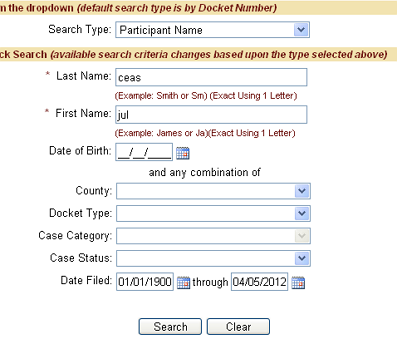 n the dropdown (default search type is by Docket Number)
Search Type: Participant Name
ck Search (available search criteria changes based upon the type selected above)
* Last Name: ceas
(Example: Smith or Sm) (Exact Using 1 Letter)
* First Name: jul
(Example: James or Ja)(Exact Using 1 Letter)
Date of Birth: __/__/____
and any combination of
County:
Docket Type:
Case Category:
Case Status:
Date Filed: 01/01/1900 through 04/05/2012
Search Clear